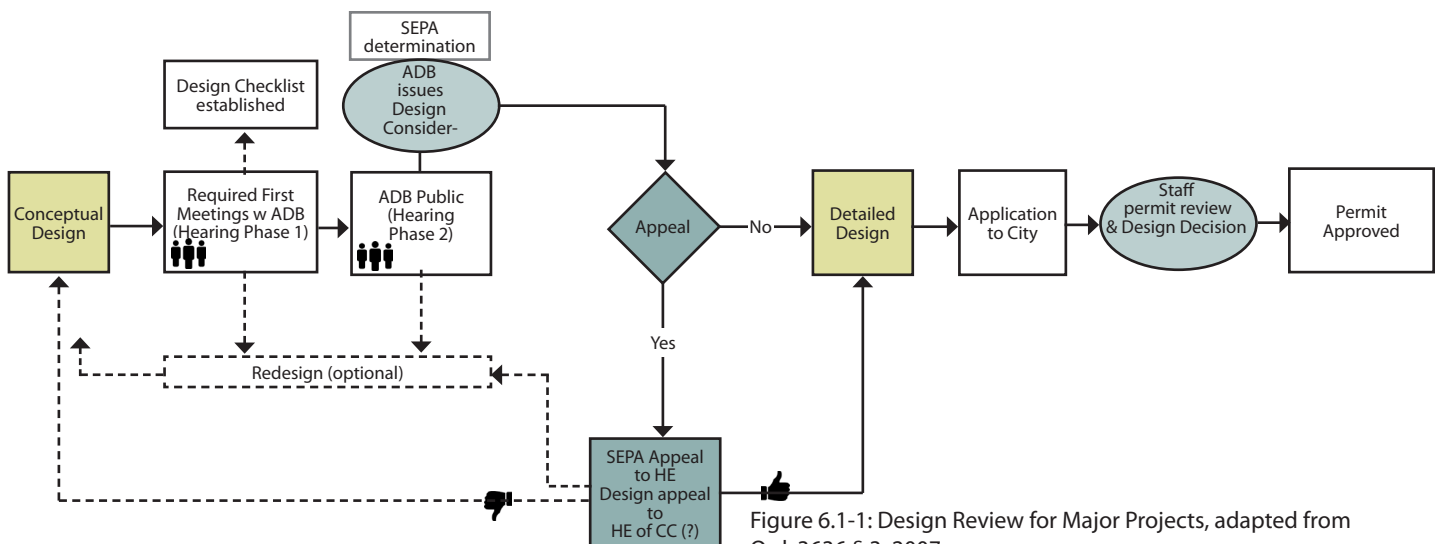 SEPA
determination
ADB
issues
Design
Consider-
Design Checklist
established
Conceptual
Design
Required First
Meetings w ADB
(Hearing Phase 1)
ADB Public
(Hearing
Phase 2)
Appeal
No
Detailed
Design
Application
to City
Staff
permit review
& Design Decision
Permit
Approved
Yes
Redesign (optional)
SEPA Appeal
to HE
Design appeal
to
HE of CC (?)
Figure 6.1-1: Design Review for Major Projects, adapted from